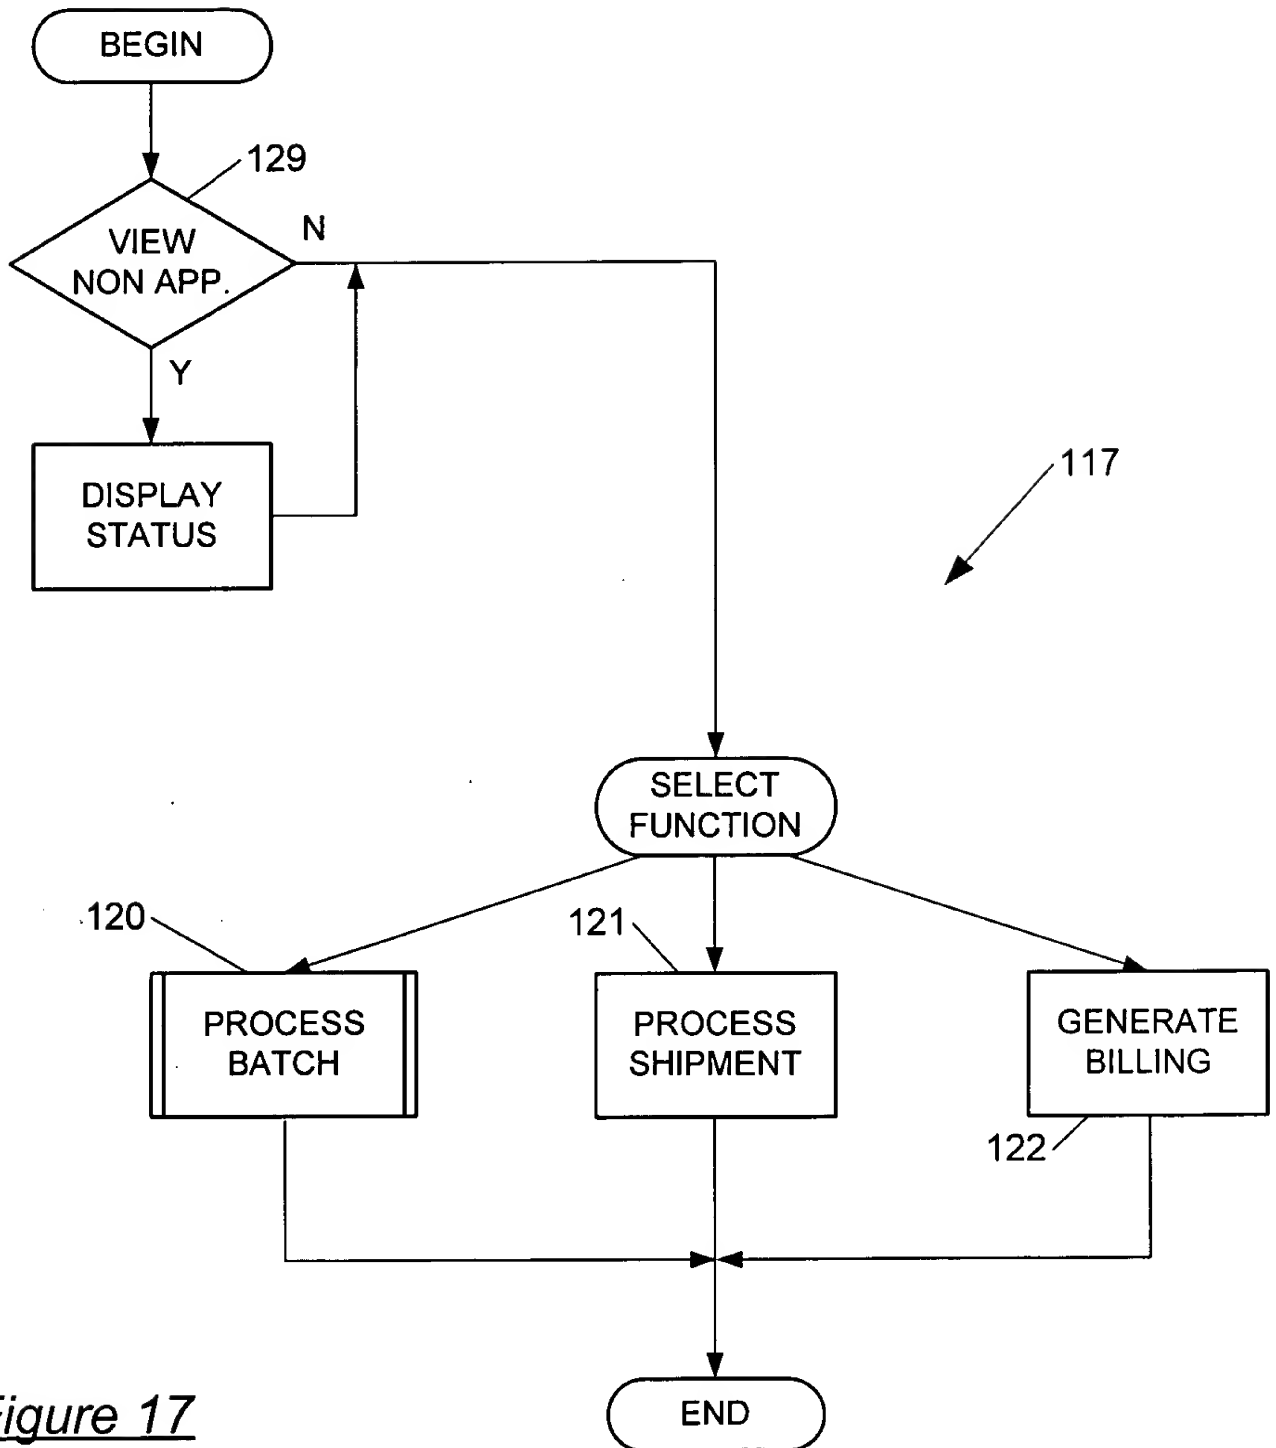 BEGIN
129
VIEW
NON APP.
N
Y
DISPLAY
STATUS
117
SELECT
FUNCTION
120
121
PROCESS
BATCH
PROCESS
SHIPMENT
GENERATE
BILLING
122
END
Figure 17